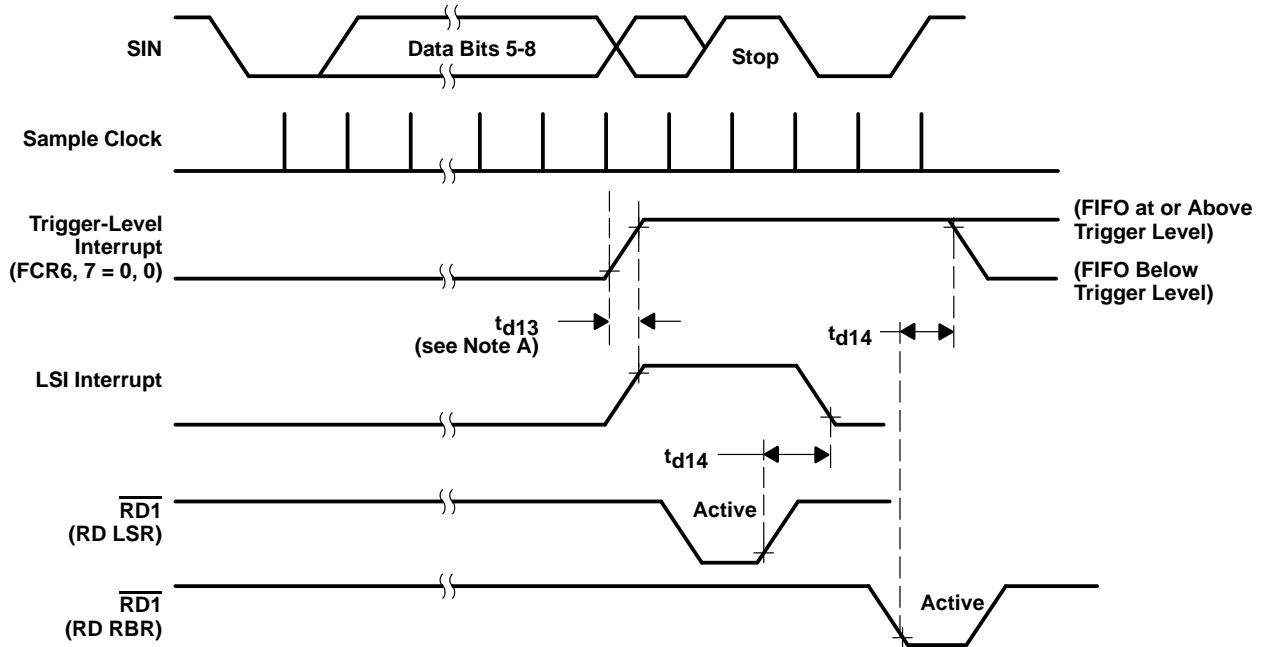 SIN
Data Bits 5-8
Stop
Sample Clock
Trigger-Level
Interrupt
(FCR6, 7 = 0, 0)
(FIFO at or Above
Trigger Level)
(FIFO Below
Trigger Level)
td13
(see Note A)
td14
LSI Interrupt
td14
RD1
(RD LSR)
Active
RD1
(RD RBR)
Active